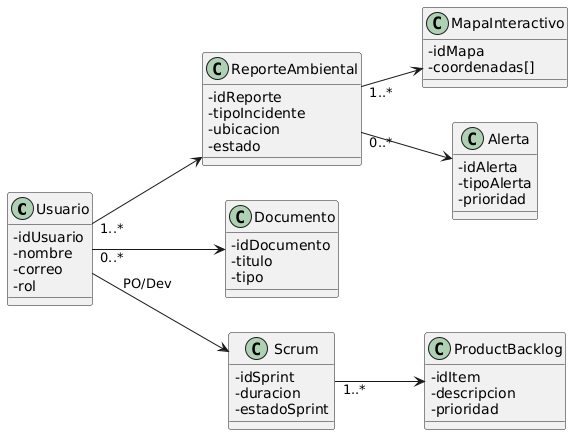 C MapaInteractivo
-idMapa
-coordenadas[]
C ReporteAmbiental
-idReporte
-tipoIncidente
-ubicacion
-estado
1..*
0..*
C Alerta
-idAlerta
-tipoAlerta
-prioridad
C Usuario
-idUsuario
-nombre
-correo
-rol
1..*
0..*
PO/Dev
C Documento
-idDocumento
-titulo
-tipo
C Scrum
-idSprint
-duracion
-estadoSprint
1..*
C ProductBacklog
-idItem
-descripcion
-prioridad